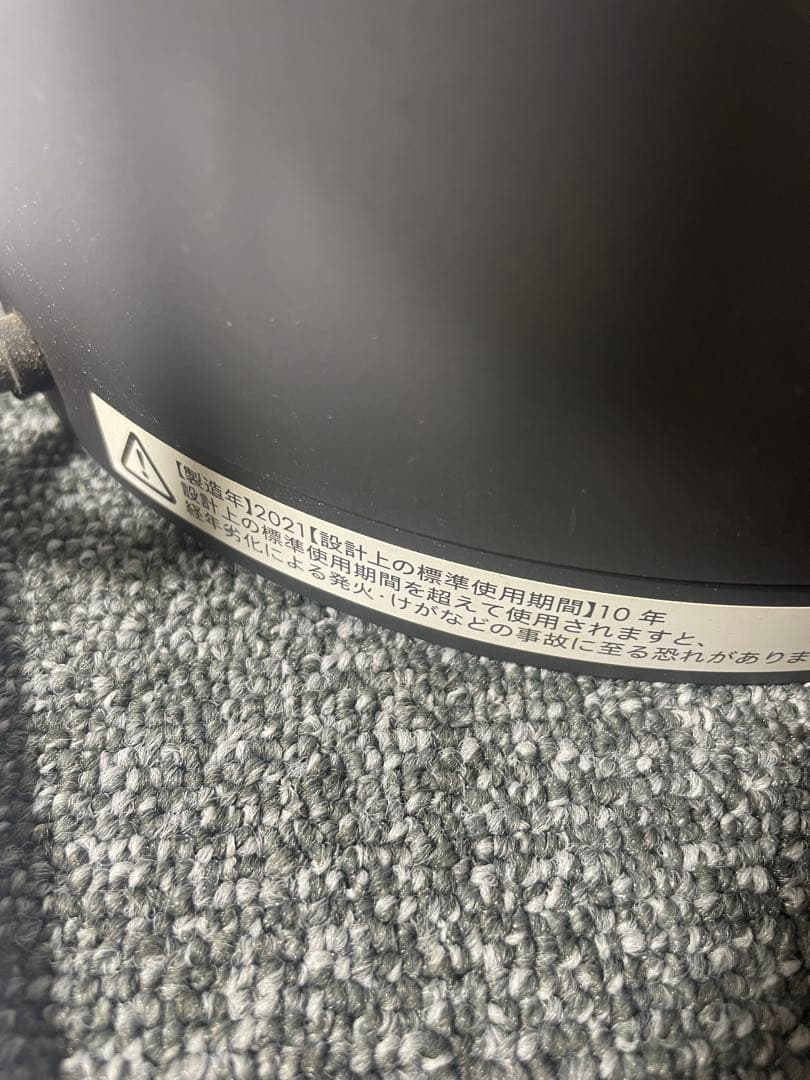 【製造年】2021【設計上の標準使用期間】10 年
設計上の標準使用期間を超えて使用されますと、
経年劣化による発火・けがなどの事故に至る恐れがありま